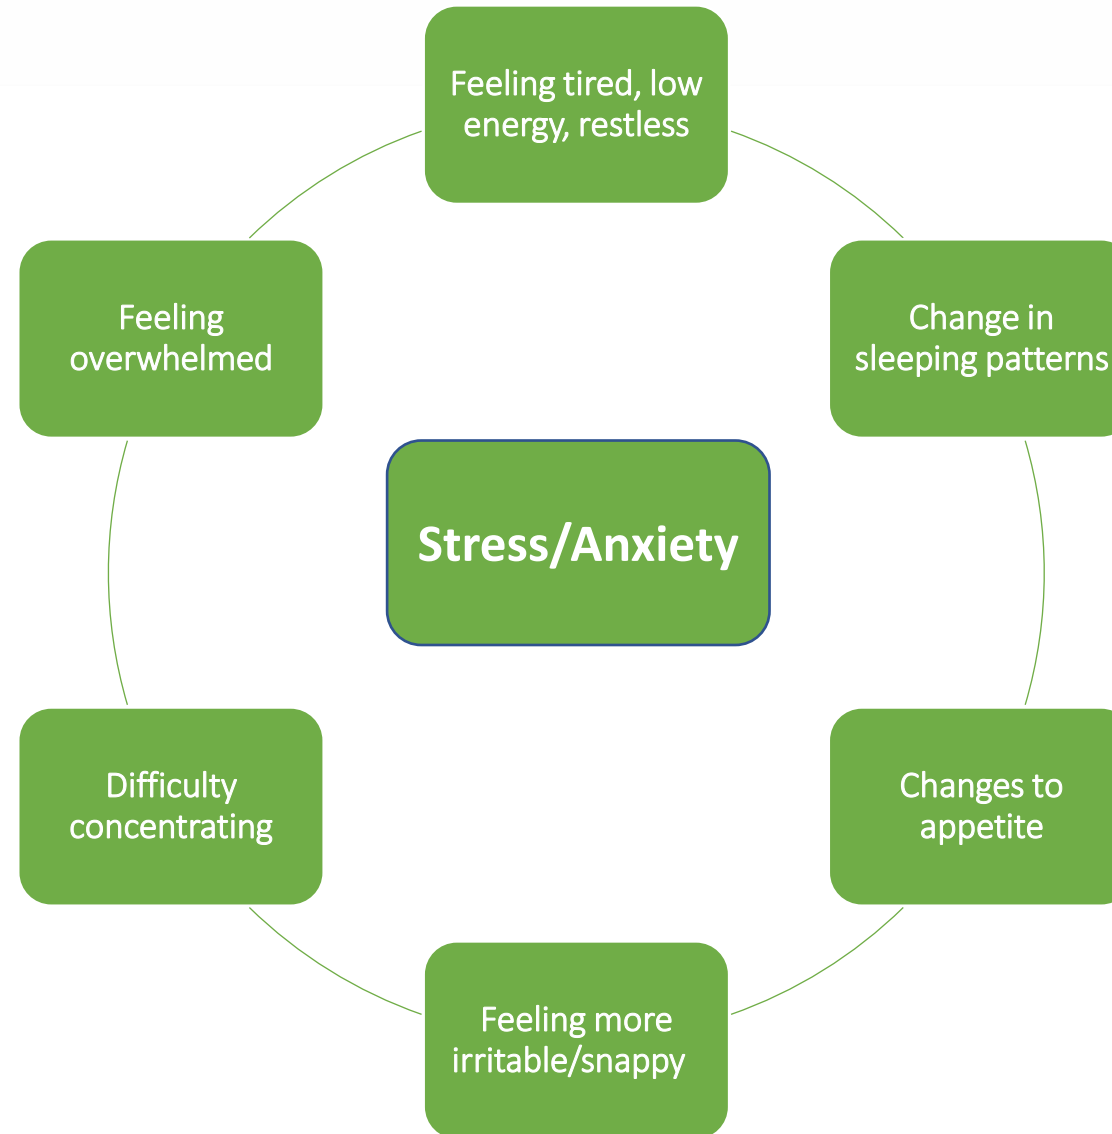 Feeling tired, low
energy, restless
Change in
sleeping patterns
Changes to
appetite
Feeling more
irritable/snappy
Difficulty
concentrating
Feeling
overwhelmed
Stress/Anxiety